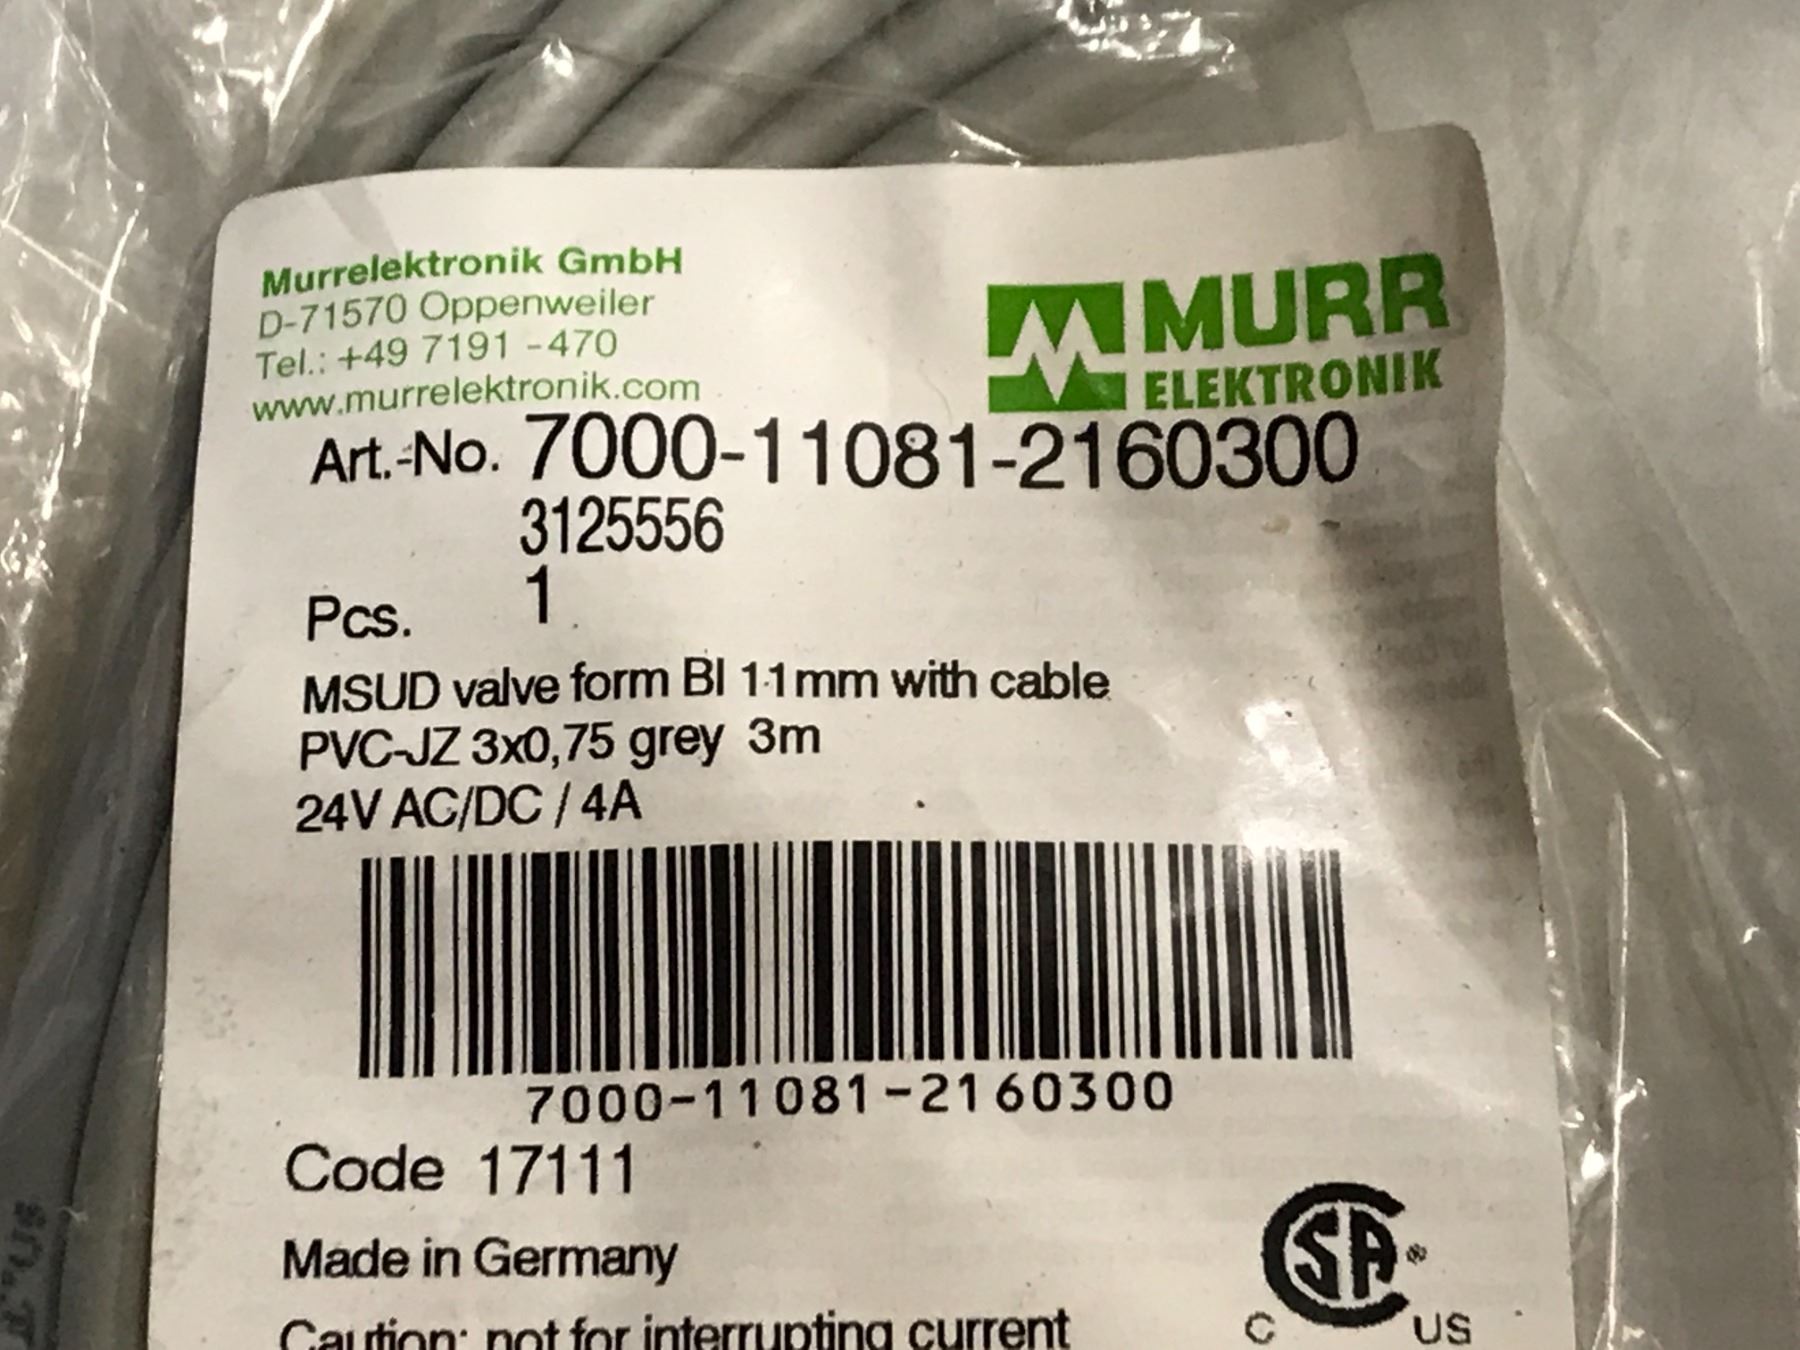 Murrelektronik GmbH
D-71570 Oppenweiler
Tel.: +49 7191 -470
www.murrelektronik.com
MURR
ELEKTRONIK
Art.-No. 7000-11081-2160300
3125556
Pcs. 1
MSUD valve form BI 11mm with cable
PVC-JZ 3x0,75 grey 3m
24V AC/DC / 4A
7000-11081-2160300
Code 17111
Made in Germany
Caution: not for interrupting current
CSA®
C US